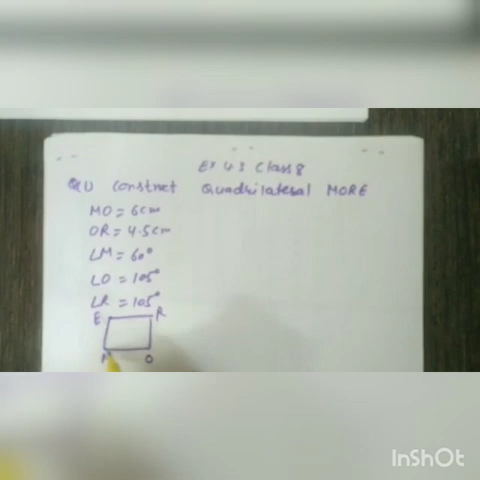 Ex 4.3 Class 8
Q1) Construct Quadrilateral MORE
MO = 6cm
OR = 4.5cm
∠M = 60°
∠O = 105°
∠R = 105°
E R
M O
InShOt